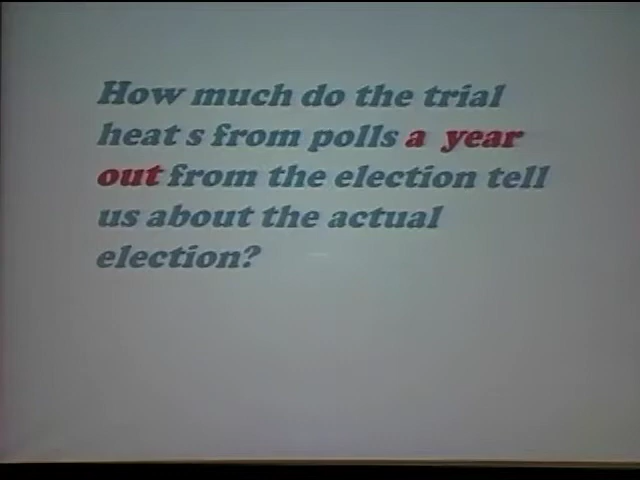 How much do the trial
heat s from polls a year
out from the election tell
us about the actual
election?